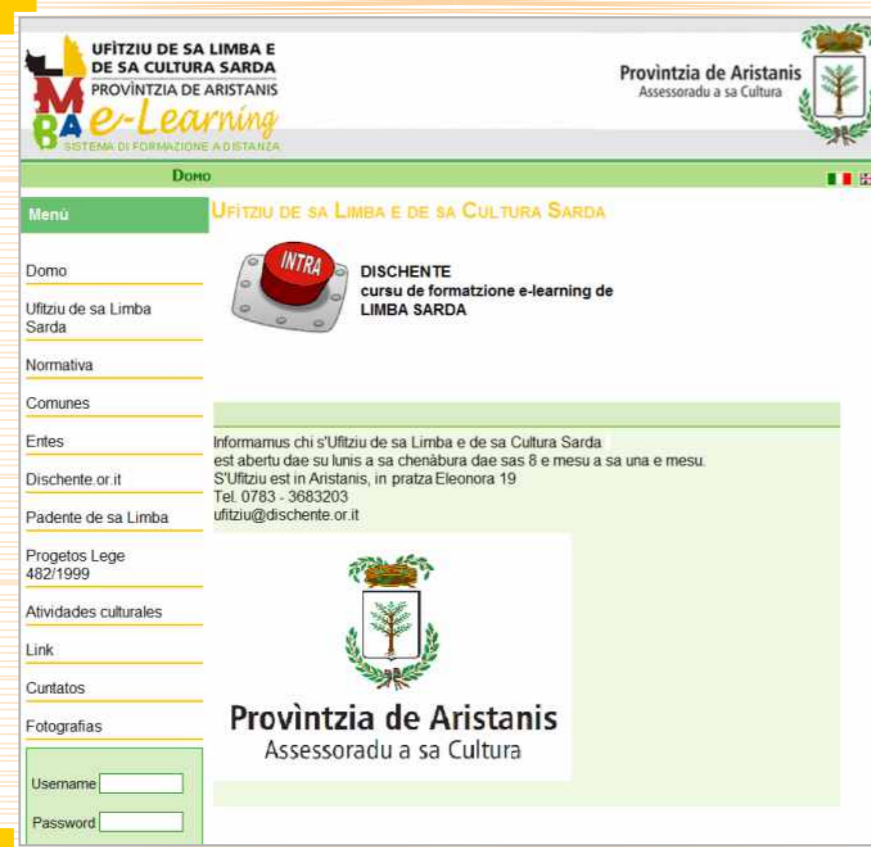 UFÌTZIU DE SA LIMBA E
DE SA CULTURA SARDA
PROVÌNTZIA DE ARISTANIS
LIMBA e-Learning
SISTEMA DI FORMAZIONE A DISTANZA
Provìntzia de Aristanis
Assessoradu a sa Cultura
DOMO
Menù
Domo
Ufitziu de sa Limba
Sarda
Normativa
Comunes
Entes
Dischente.or.it
Padente de sa Limba
Progetos Lege
482/1999
Atividades culturales
Link
Cuntatos
Fotografias
Username
Password
UFÌTZIU DE SA LIMBA E DE SA CULTURA SARDA
INTRA
DISCHENTE
cursu de formatzione e-learning de
LIMBA SARDA
Informamus chi s'Ufitziu de sa Limba e de sa Cultura Sarda
est abertu dae su lunis a sa chenàbura dae sas 8 e mesu a sa una e mesu.
S'Ufitziu est in Aristanis, in pratza Eleonora 19
Tel. 0783 - 3683203
ufitziu@dischente.or.it
Provìntzia de Aristanis
Assessoradu a sa Cultura